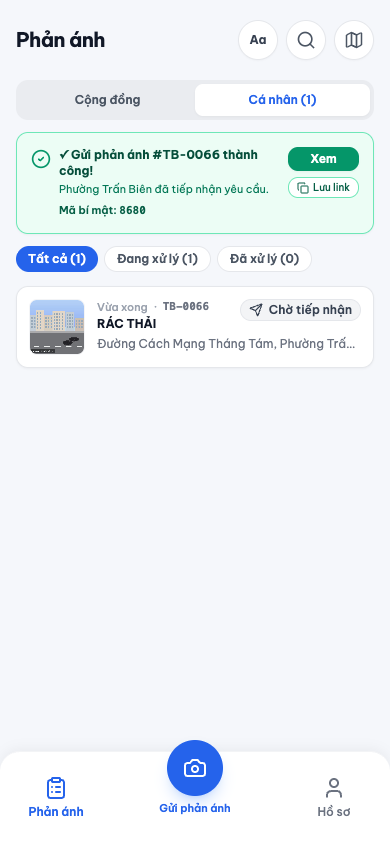 Phản ánh
Aa
Cộng đồng
Cá nhân (1)
✓ Gửi phản ánh #TB-0066 thành công!
Phường Trấn Biên đã tiếp nhận yêu cầu.
Mã bí mật: 8680
Xem
Lưu link
Tất cả (1)
Đang xử lý (1)
Đã xử lý (0)
Vừa xong · TB-0066
Chờ tiếp nhận
RÁC THẢI
Đường Cách Mạng Tháng Tám, Phường Trấ...
Phản ánh
Gửi phản ánh
Hồ sơ